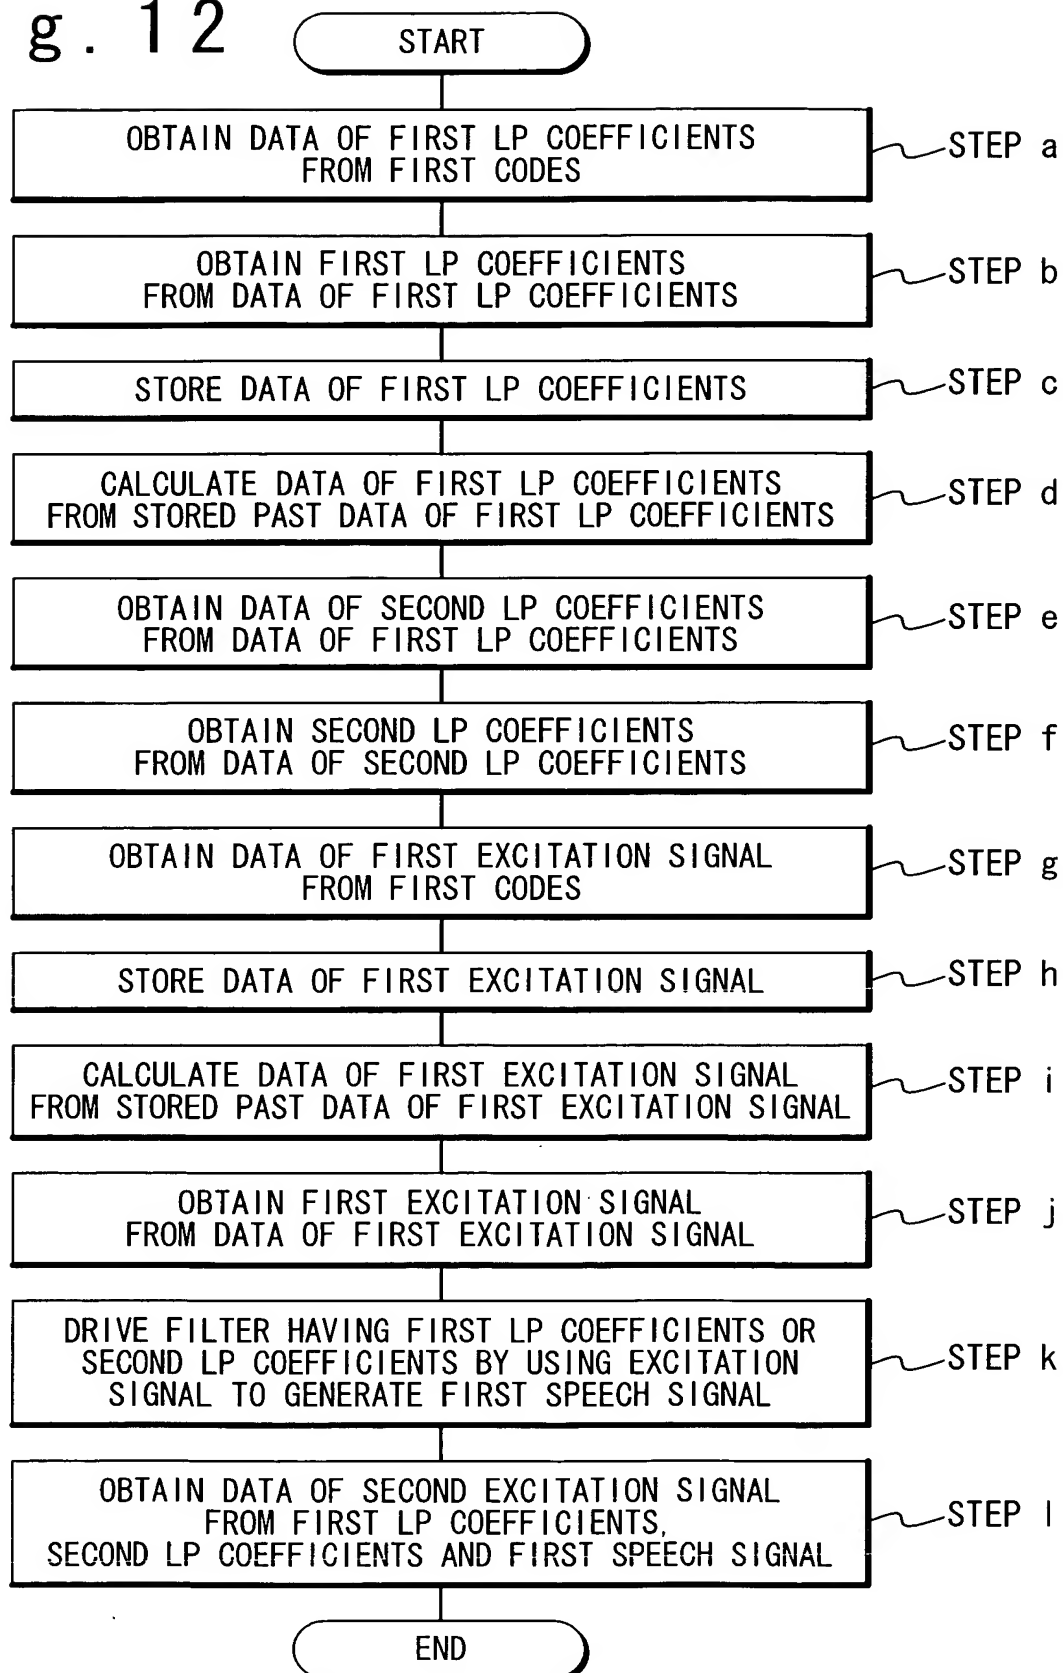 g. 12
START
OBTAIN DATA OF FIRST LP COEFFICIENTS
FROM FIRST CODES
STEP a
OBTAIN FIRST LP COEFFICIENTS
FROM DATA OF FIRST LP COEFFICIENTS
STEP b
STORE DATA OF FIRST LP COEFFICIENTS
STEP c
CALCULATE DATA OF FIRST LP COEFFICIENTS
FROM STORED PAST DATA OF FIRST LP COEFFICIENTS
STEP d
OBTAIN DATA OF SECOND LP COEFFICIENTS
FROM DATA OF FIRST LP COEFFICIENTS
STEP e
OBTAIN SECOND LP COEFFICIENTS
FROM DATA OF SECOND LP COEFFICIENTS
STEP f
OBTAIN DATA OF FIRST EXCITATION SIGNAL
FROM FIRST CODES
STEP g
STORE DATA OF FIRST EXCITATION SIGNAL
STEP h
CALCULATE DATA OF FIRST EXCITATION SIGNAL
FROM STORED PAST DATA OF FIRST EXCITATION SIGNAL
STEP i
OBTAIN FIRST EXCITATION SIGNAL
FROM DATA OF FIRST EXCITATION SIGNAL
STEP j
DRIVE FILTER HAVING FIRST LP COEFFICIENTS OR
SECOND LP COEFFICIENTS BY USING EXCITATION
SIGNAL TO GENERATE FIRST SPEECH SIGNAL
STEP k
OBTAIN DATA OF SECOND EXCITATION SIGNAL
FROM FIRST LP COEFFICIENTS,
SECOND LP COEFFICIENTS AND FIRST SPEECH SIGNAL
STEP l
END